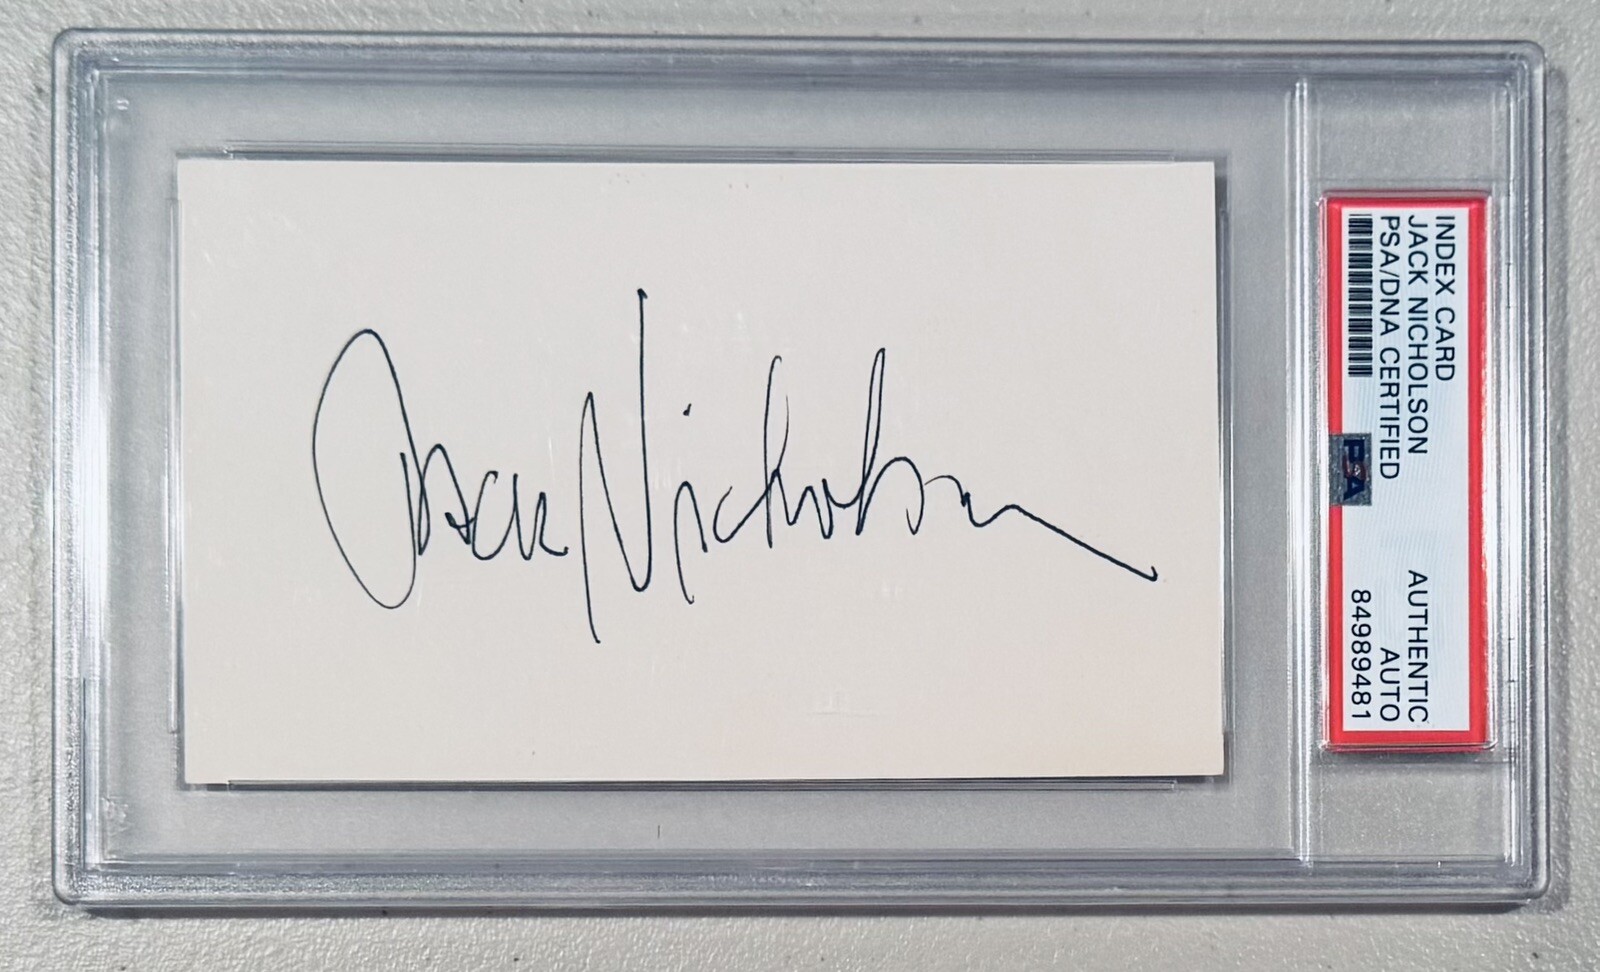 Jack Nicholson
INDEX CARD
JACK NICHOLSON
PSA/DNA CERTIFIED
PSA
AUTHENTIC
AUTO
84989481